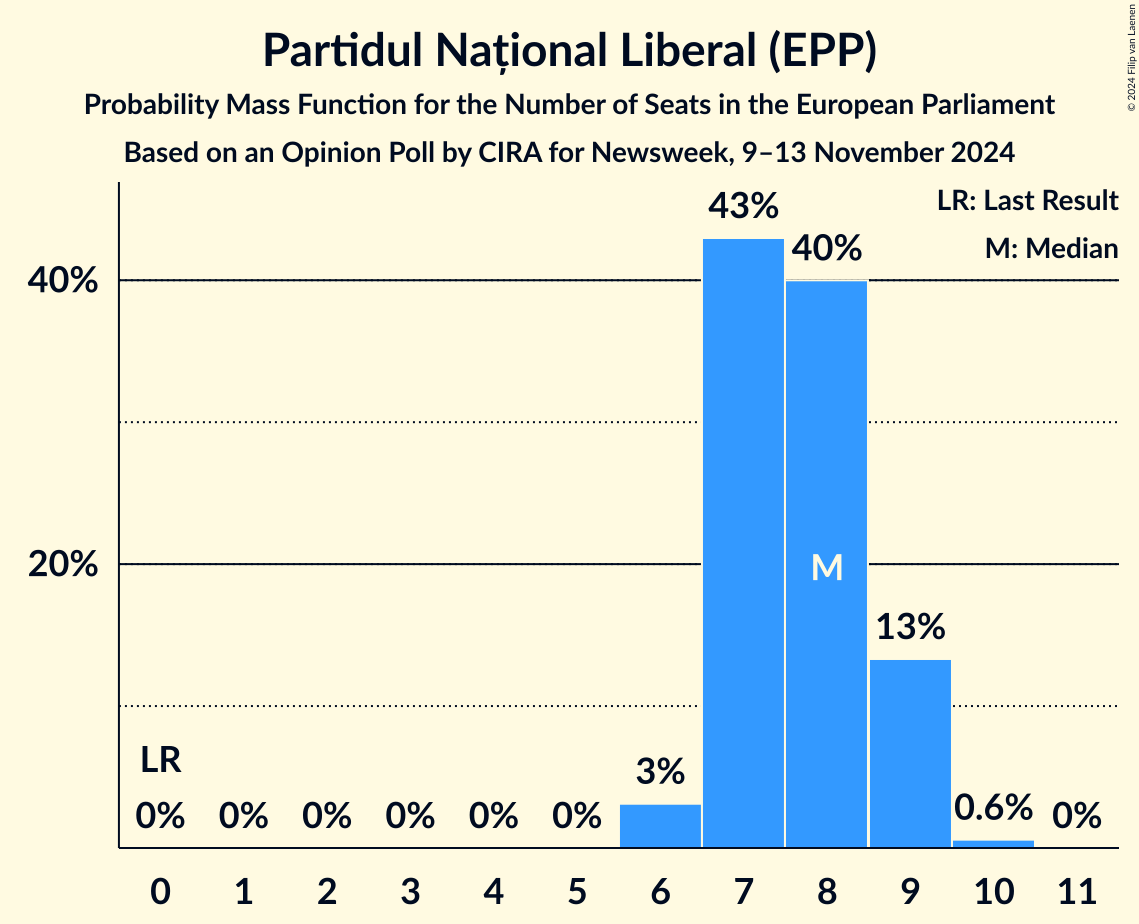 Partidul Național Liberal (EPP)
Probability Mass Function for the Number of Seats in the European Parliament
Based on an Opinion Poll by CIRA for Newsweek, 9–13 November 2024
© 2024 Filip van Laenen
LR: Last Result
M: Median
43%
40%
40%
20%
M
13%
LR
3%
0.6%
0% 0% 0% 0% 0% 0% 0%
0 1 2 3 4 5 6 7 8 9 10 11